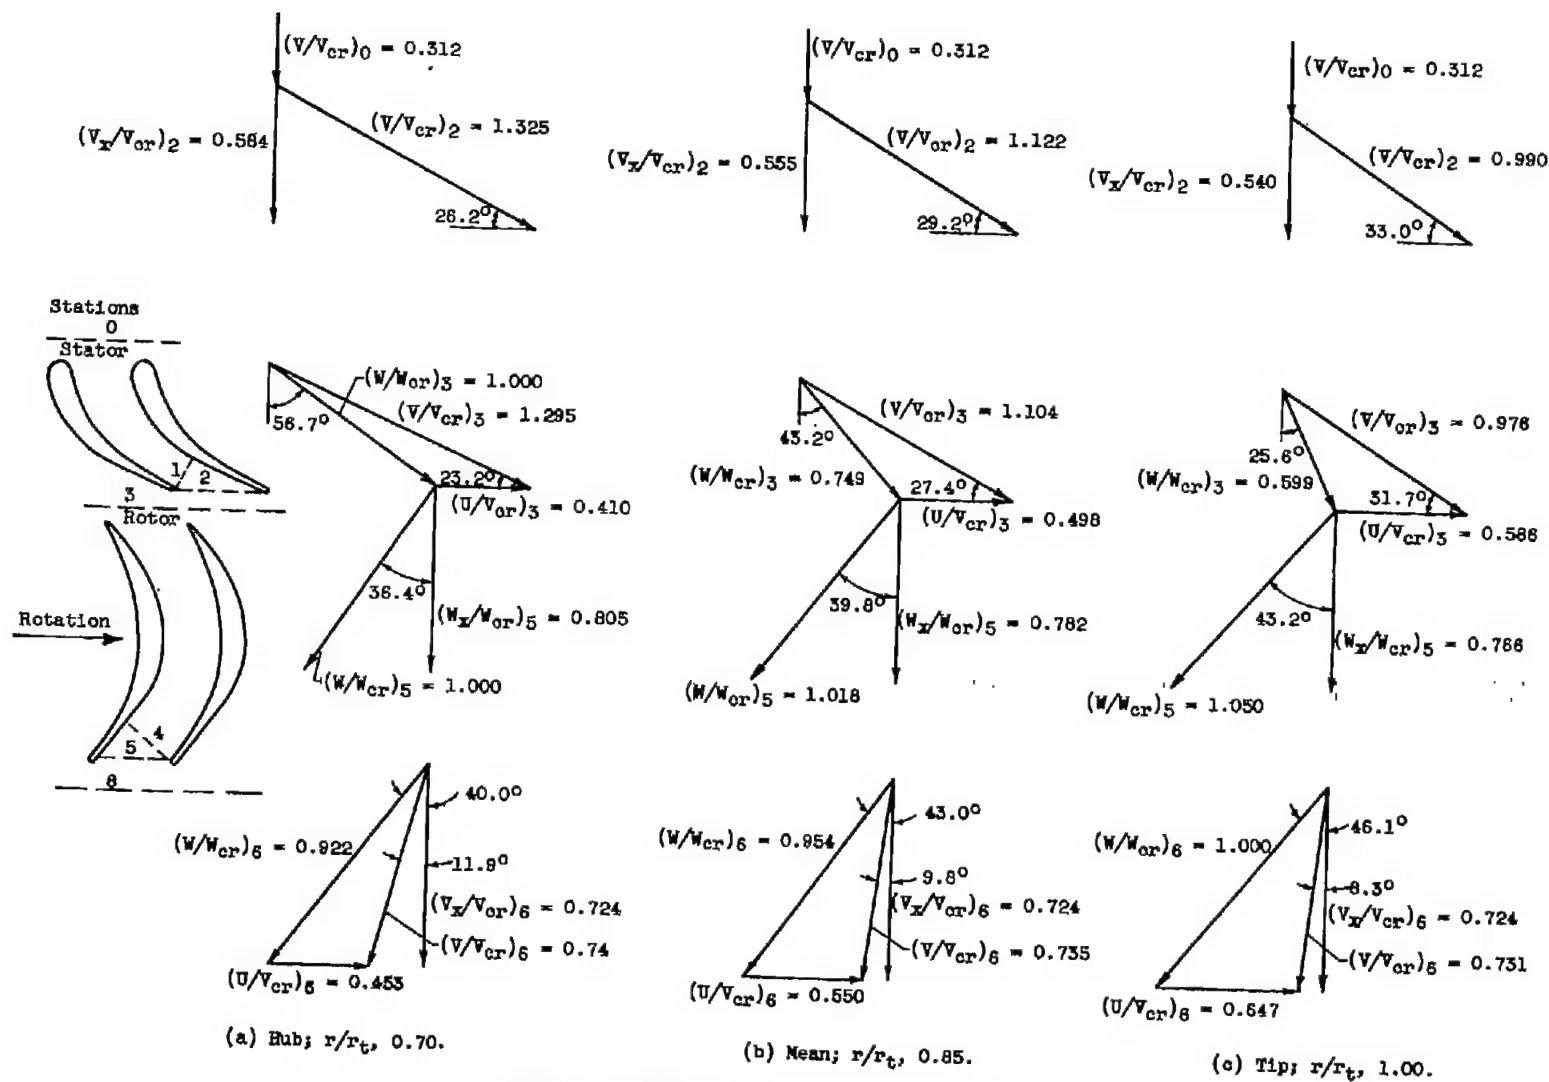 (V/Vcr)0 = 0.312
(Vx/Vcr)2 = 0.584
(V/Vcr)2 = 1.325
26.2°
(V/Vcr)0 = 0.312
(Vx/Vcr)2 = 0.555
(V/Vcr)2 = 1.122
29.2°
(V/Vcr)0 = 0.312
(Vx/Vcr)2 = 0.540
(V/Vcr)2 = 0.990
33.0°
Stations
0
Stator
1
2
3
Rotor
Rotation
4
5
6
56.7°
(W/Wcr)3 = 1.000
(V/Vcr)3 = 1.295
23.2°
(U/Vcr)3 = 0.410
36.4°
(Wx/Wcr)5 = 0.805
(W/Wcr)5 = 1.000
43.2°
(V/Vcr)3 = 1.104
(W/Wcr)3 = 0.749
27.4°
(U/Vcr)3 = 0.498
39.8°
(Wx/Wcr)5 = 0.782
(W/Wcr)5 = 1.018
25.6°
(V/Vcr)3 = 0.976
(W/Wcr)3 = 0.599
31.7°
(U/Vcr)3 = 0.586
43.2°
(Wx/Wcr)5 = 0.786
(W/Wcr)5 = 1.050
40.0°
(W/Wcr)6 = 0.922
11.9°
(Vx/Vcr)6 = 0.724
(V/Vcr)6 = 0.74
(U/Vcr)6 = 0.453
43.0°
(W/Wcr)6 = 0.954
9.8°
(Vx/Vcr)6 = 0.724
(V/Vcr)6 = 0.735
(U/Vcr)6 = 0.550
46.1°
(W/Wcr)6 = 1.000
8.3°
(Vx/Vcr)6 = 0.724
(V/Vcr)6 = 0.731
(U/Vcr)6 = 0.647
(a) Hub; r/rt, 0.70.
(b) Mean; r/rt, 0.85.
(c) Tip; r/rt, 1.00.